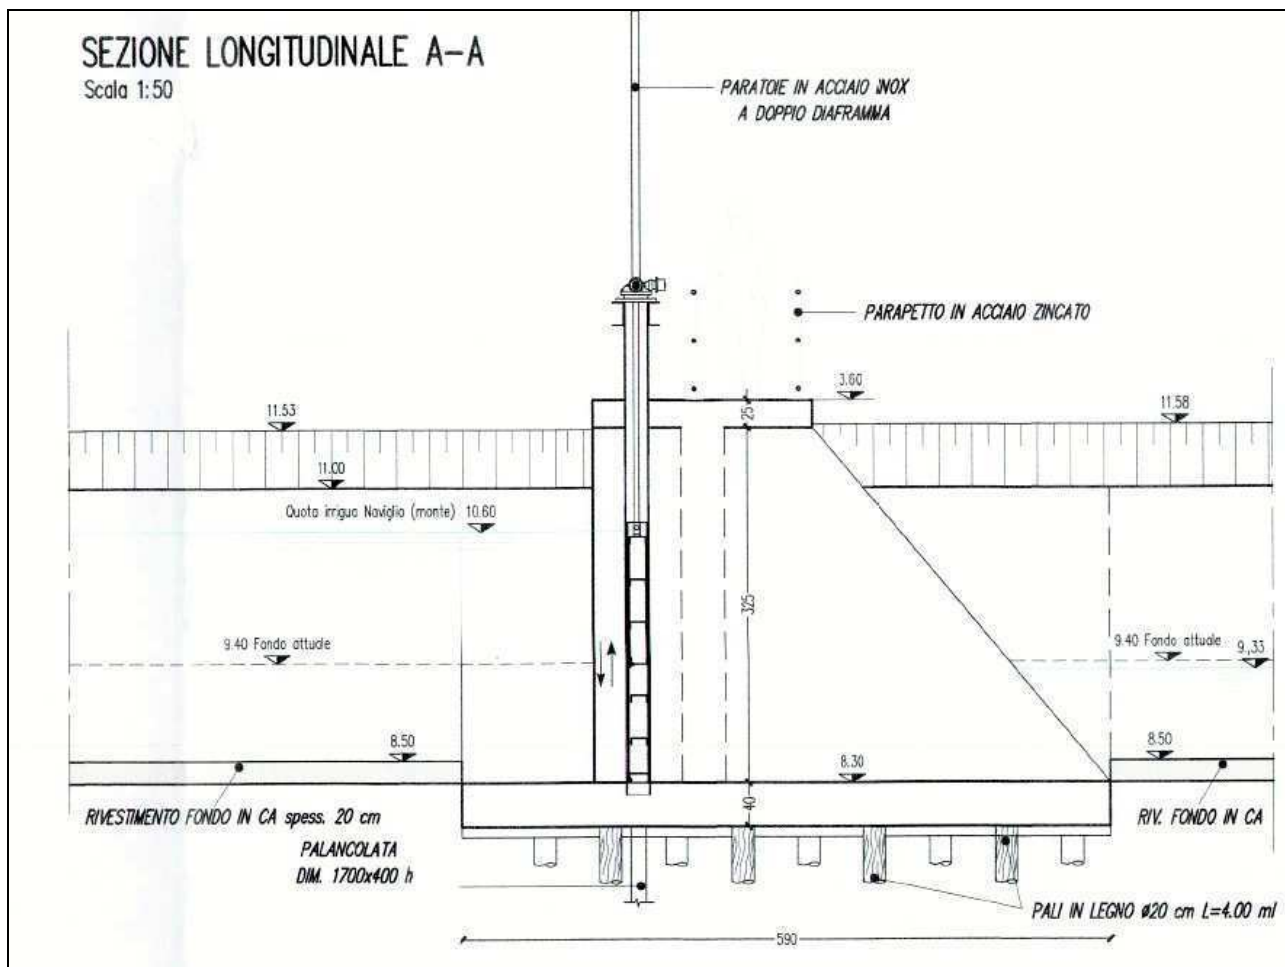 SEZIONE LONGITUDINALE A-A
Scala 1:50
PARATOIE IN ACCIAIO INOX
A DOPPIO DIAFRAMMA
PARAPETTO IN ACCIAIO ZINCATO
3.60
11.53
25
11.58
11.00
Quota irrigua Naviglio (monte) 10.60
325
9.40 Fondo attuale
9.40 Fondo attuale
9,33
8.50
8.30
8.50
RIVESTIMENTO FONDO IN CA spess. 20 cm
40
RIV. FONDO IN CA
PALANCOLATA
DIM. 1700x400 h
PALI IN LEGNO ø20 cm L=4.00 ml
590